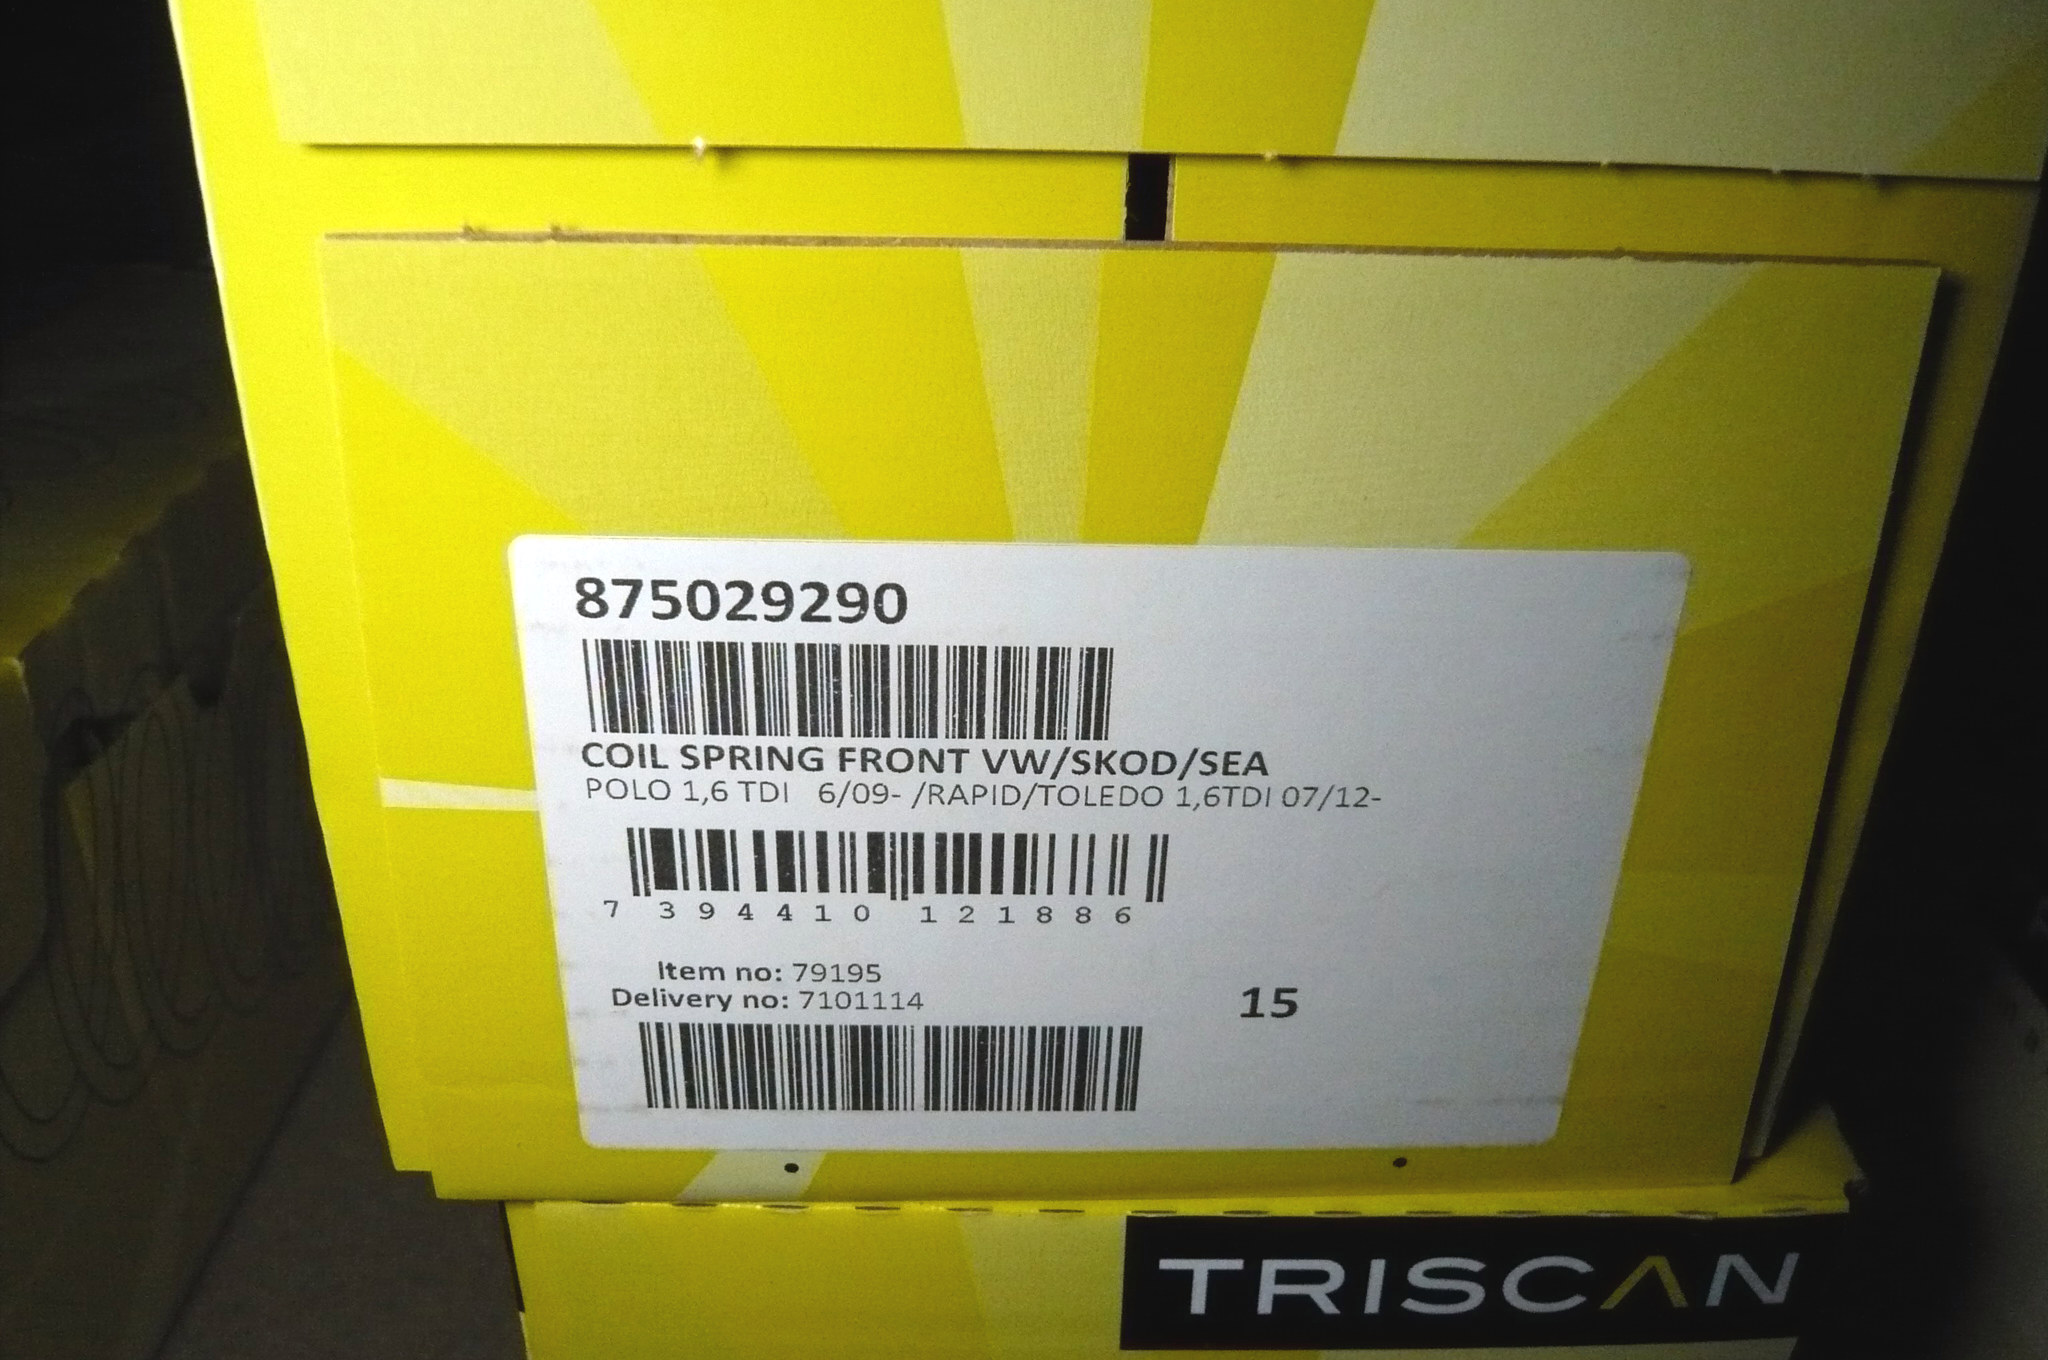 875029290
COIL SPRING FRONT VW/SKOD/SEA
POLO 1,6 TDI 6/09- /RAPID/TOLEDO 1,6TDI 07/12-
7 394410 121886
Item no: 79195
Delivery no: 7101114
15
TRISCAN